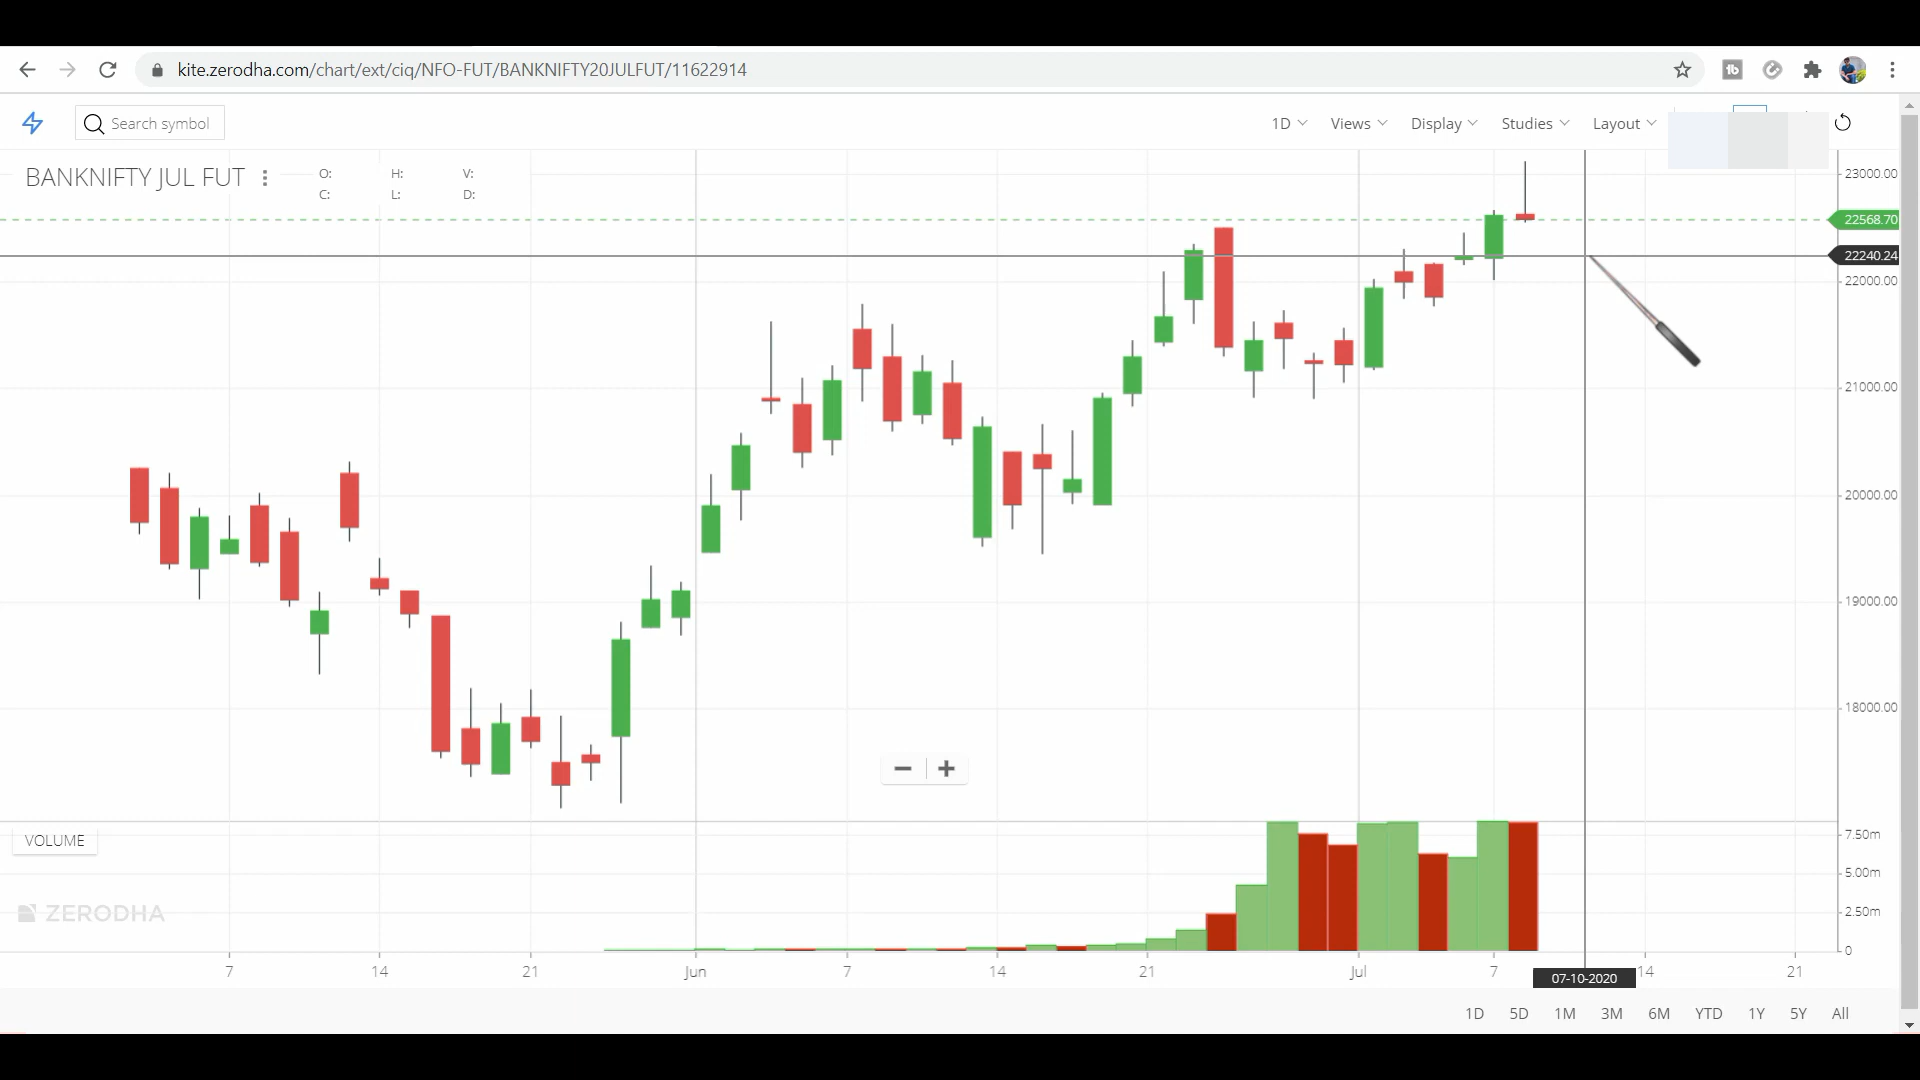 kite.zerodha.com/chart/ext/ciq/NFO-FUT/BANKNIFTY20JULFUT/11622914
Search symbol
1D Views Display Studies Layout
BANKNIFTY JUL FUT
O: H: V:
C: L: D:
23000.00
22568.70
22240.24
22000.00
21000.00
20000.00
19000.00
18000.00
VOLUME
7.50m
5.00m
2.50m
0
ZERODHA
7 14 21 Jun 7 14 21 Jul 7 14 21
07-10-2020
1D 5D 1M 3M 6M YTD 1Y 5Y All